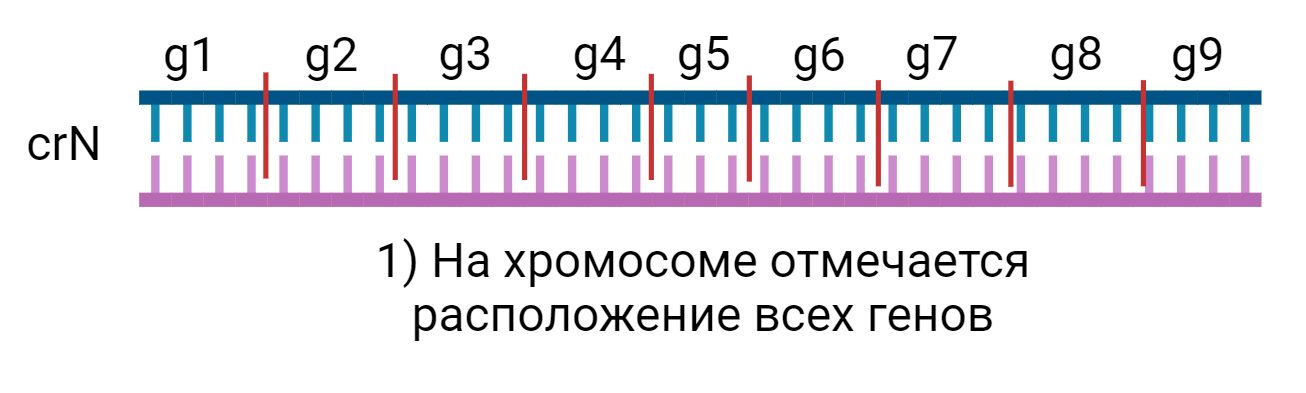 g1 g2 g3 g4 g5 g6 g7 g8 g9
crN
1) На хромосоме отмечается
расположение всех генов